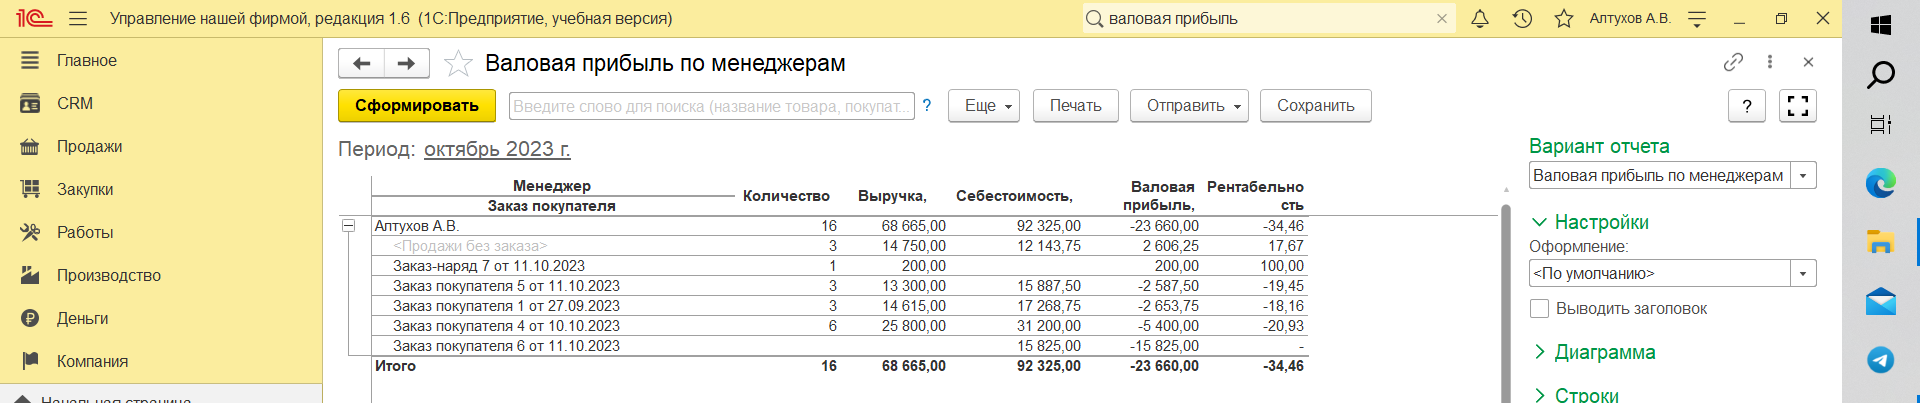 1С Управление нашей фирмой, редакция 1.6 (1С:Предприятие, учебная версия) валовая прибыль Алтухов А.В.
Главное
CRM
Продажи
Закупки
Работы
Производство
Деньги
Компания
Начальная страница
Валовая прибыль по менеджерам
Сформировать Введите слово для поиска (название товара, покупат... ? Еще Печать Отправить Сохранить ?
Период: октябрь 2023 г.
Менеджер Количество Выручка, Себестоимость, Валовая прибыль, Рентабельно сть
Заказ покупателя
Алтухов А.В. 16 68 665,00 92 325,00 -23 660,00 -34,46
<Продажи без заказа> 3 14 750,00 12 143,75 2 606,25 17,67
Заказ-наряд 7 от 11.10.2023 1 200,00 200,00 100,00
Заказ покупателя 5 от 11.10.2023 3 13 300,00 15 887,50 -2 587,50 -19,45
Заказ покупателя 1 от 27.09.2023 3 14 615,00 17 268,75 -2 653,75 -18,16
Заказ покупателя 4 от 10.10.2023 6 25 800,00 31 200,00 -5 400,00 -20,93
Заказ покупателя 6 от 11.10.2023 15 825,00 -15 825,00 -
Итого 16 68 665,00 92 325,00 -23 660,00 -34,46
Вариант отчета
Валовая прибыль по менеджерам
Настройки
Оформление:
<По умолчанию>
Выводить заголовок
Диаграмма
Строки